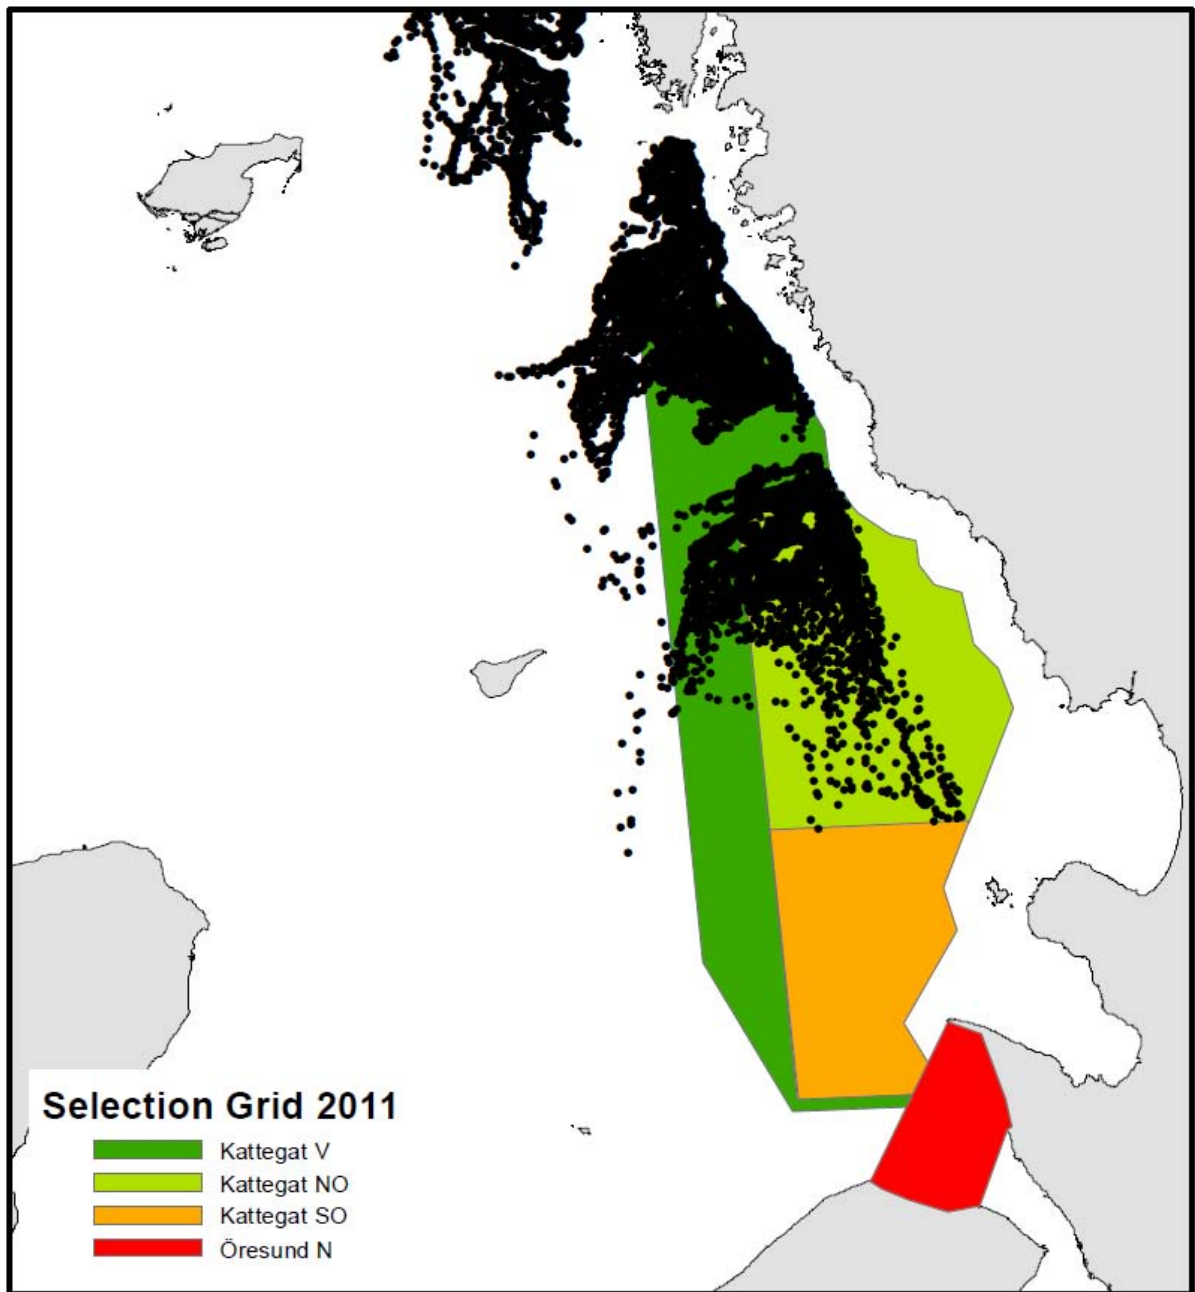 Selection Grid 2011
Kattegat V
Kattegat NO
Kattegat SO
Öresund N